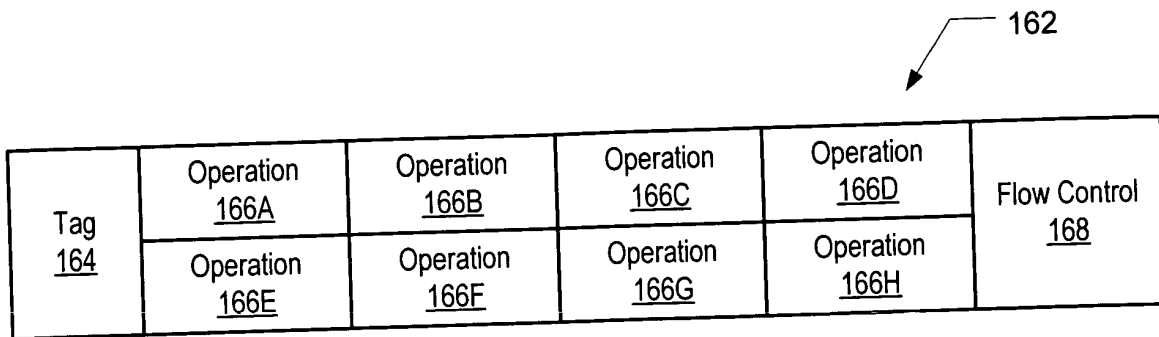 162
Tag
164
Operation
166A
Operation
166B
Operation
166C
Operation
166D
Operation
166E
Operation
166F
Operation
166G
Operation
166H
Flow Control
168